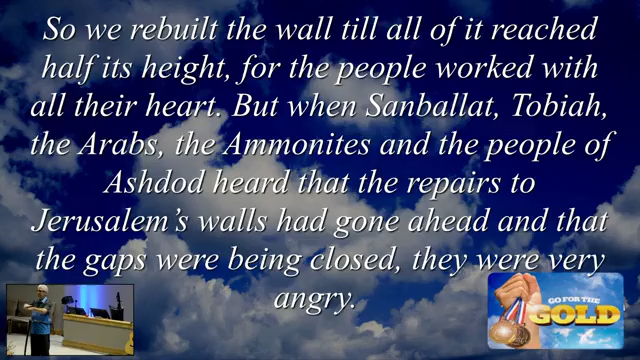 So we rebuilt the wall till all of it reached
half its height, for the people worked with
all their heart. But when Sanballat, Tobiah,
the Arabs, the Ammonites and the people of
Ashdod heard that the repairs to
Jerusalem’s walls had gone ahead and that
the gaps were being closed, they were very
angry.
GO FOR THE
GOLD